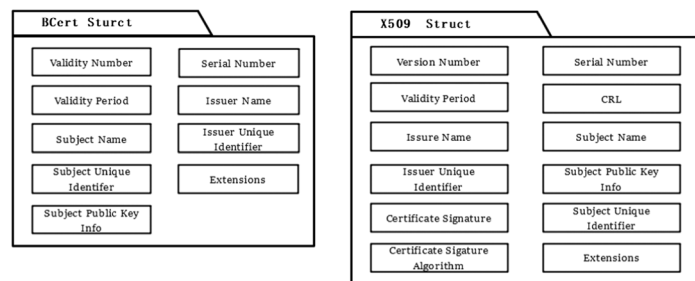 BCert Sturct
Validity Number
Serial Number
Validity Period
Issuer Name
Subject Name
Issuer Unique
Identifier
Subject Unique
Identifer
Extensions
Subject Public Key
Info
X509 Struct
Version Number
Serial Number
Validity Period
CRL
Issure Name
Subject Name
Issuer Unique
Identifier
Subject Public Key
Info
Certificate Signature
Subject Unique
Identifier
Certificate Sigature
Algorithm
Extensions